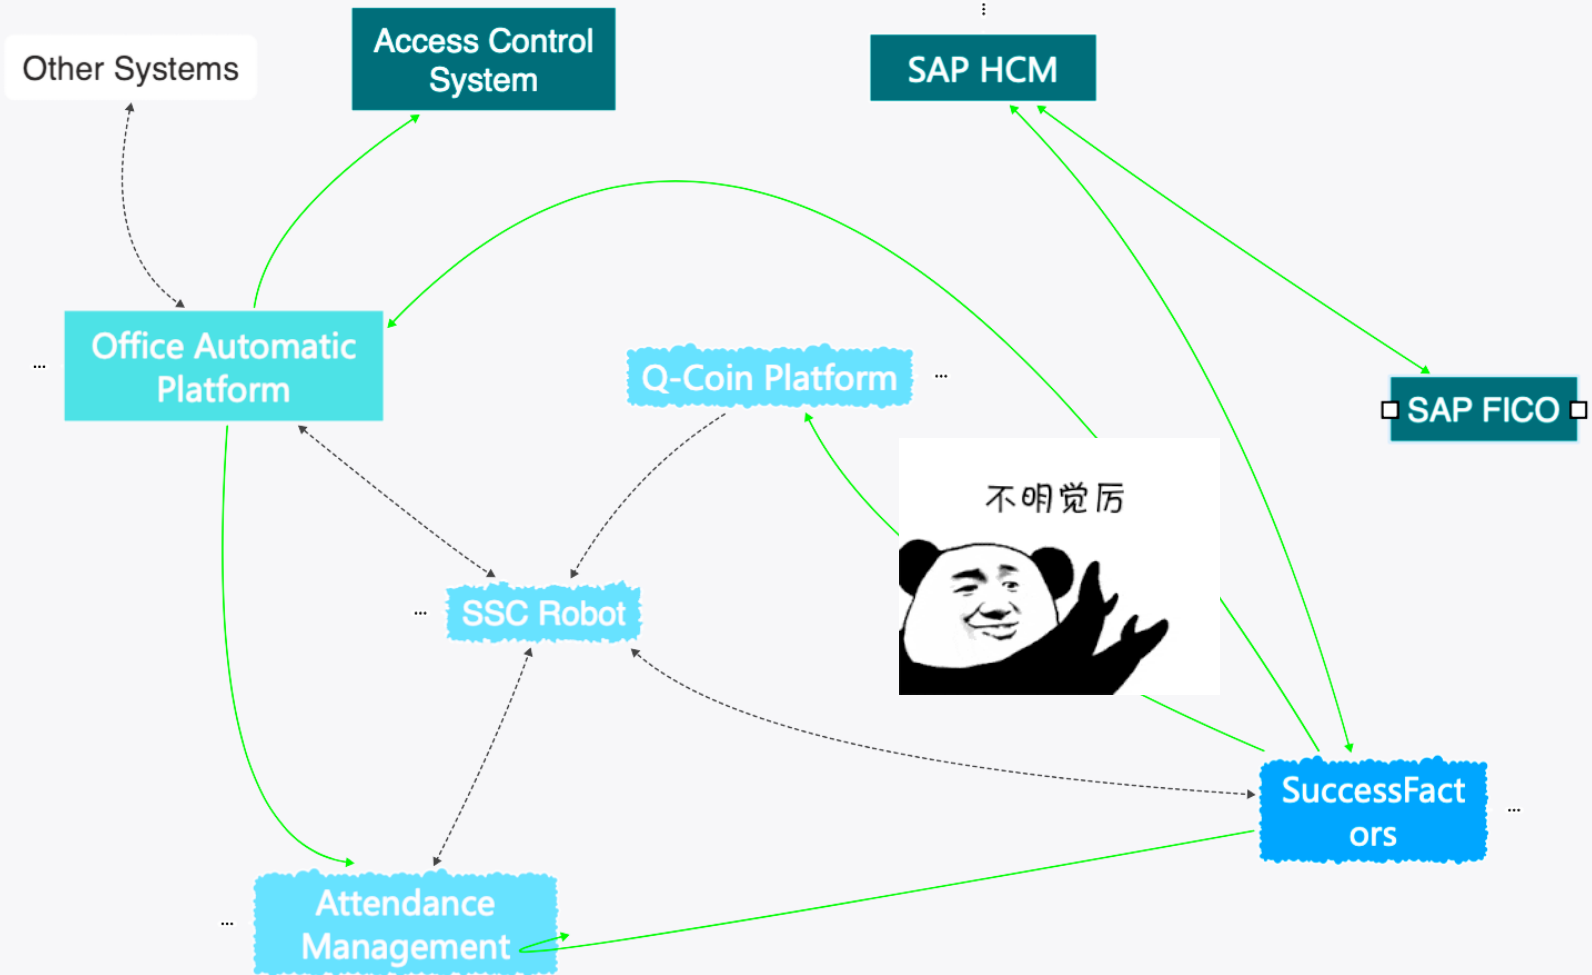 Other Systems
Access Control
System
SAP HCM
Office Automatic
Platform
Q-Coin Platform
SAP FICO
不明觉厉
SSC Robot
SuccessFact
ors
Attendance
Management